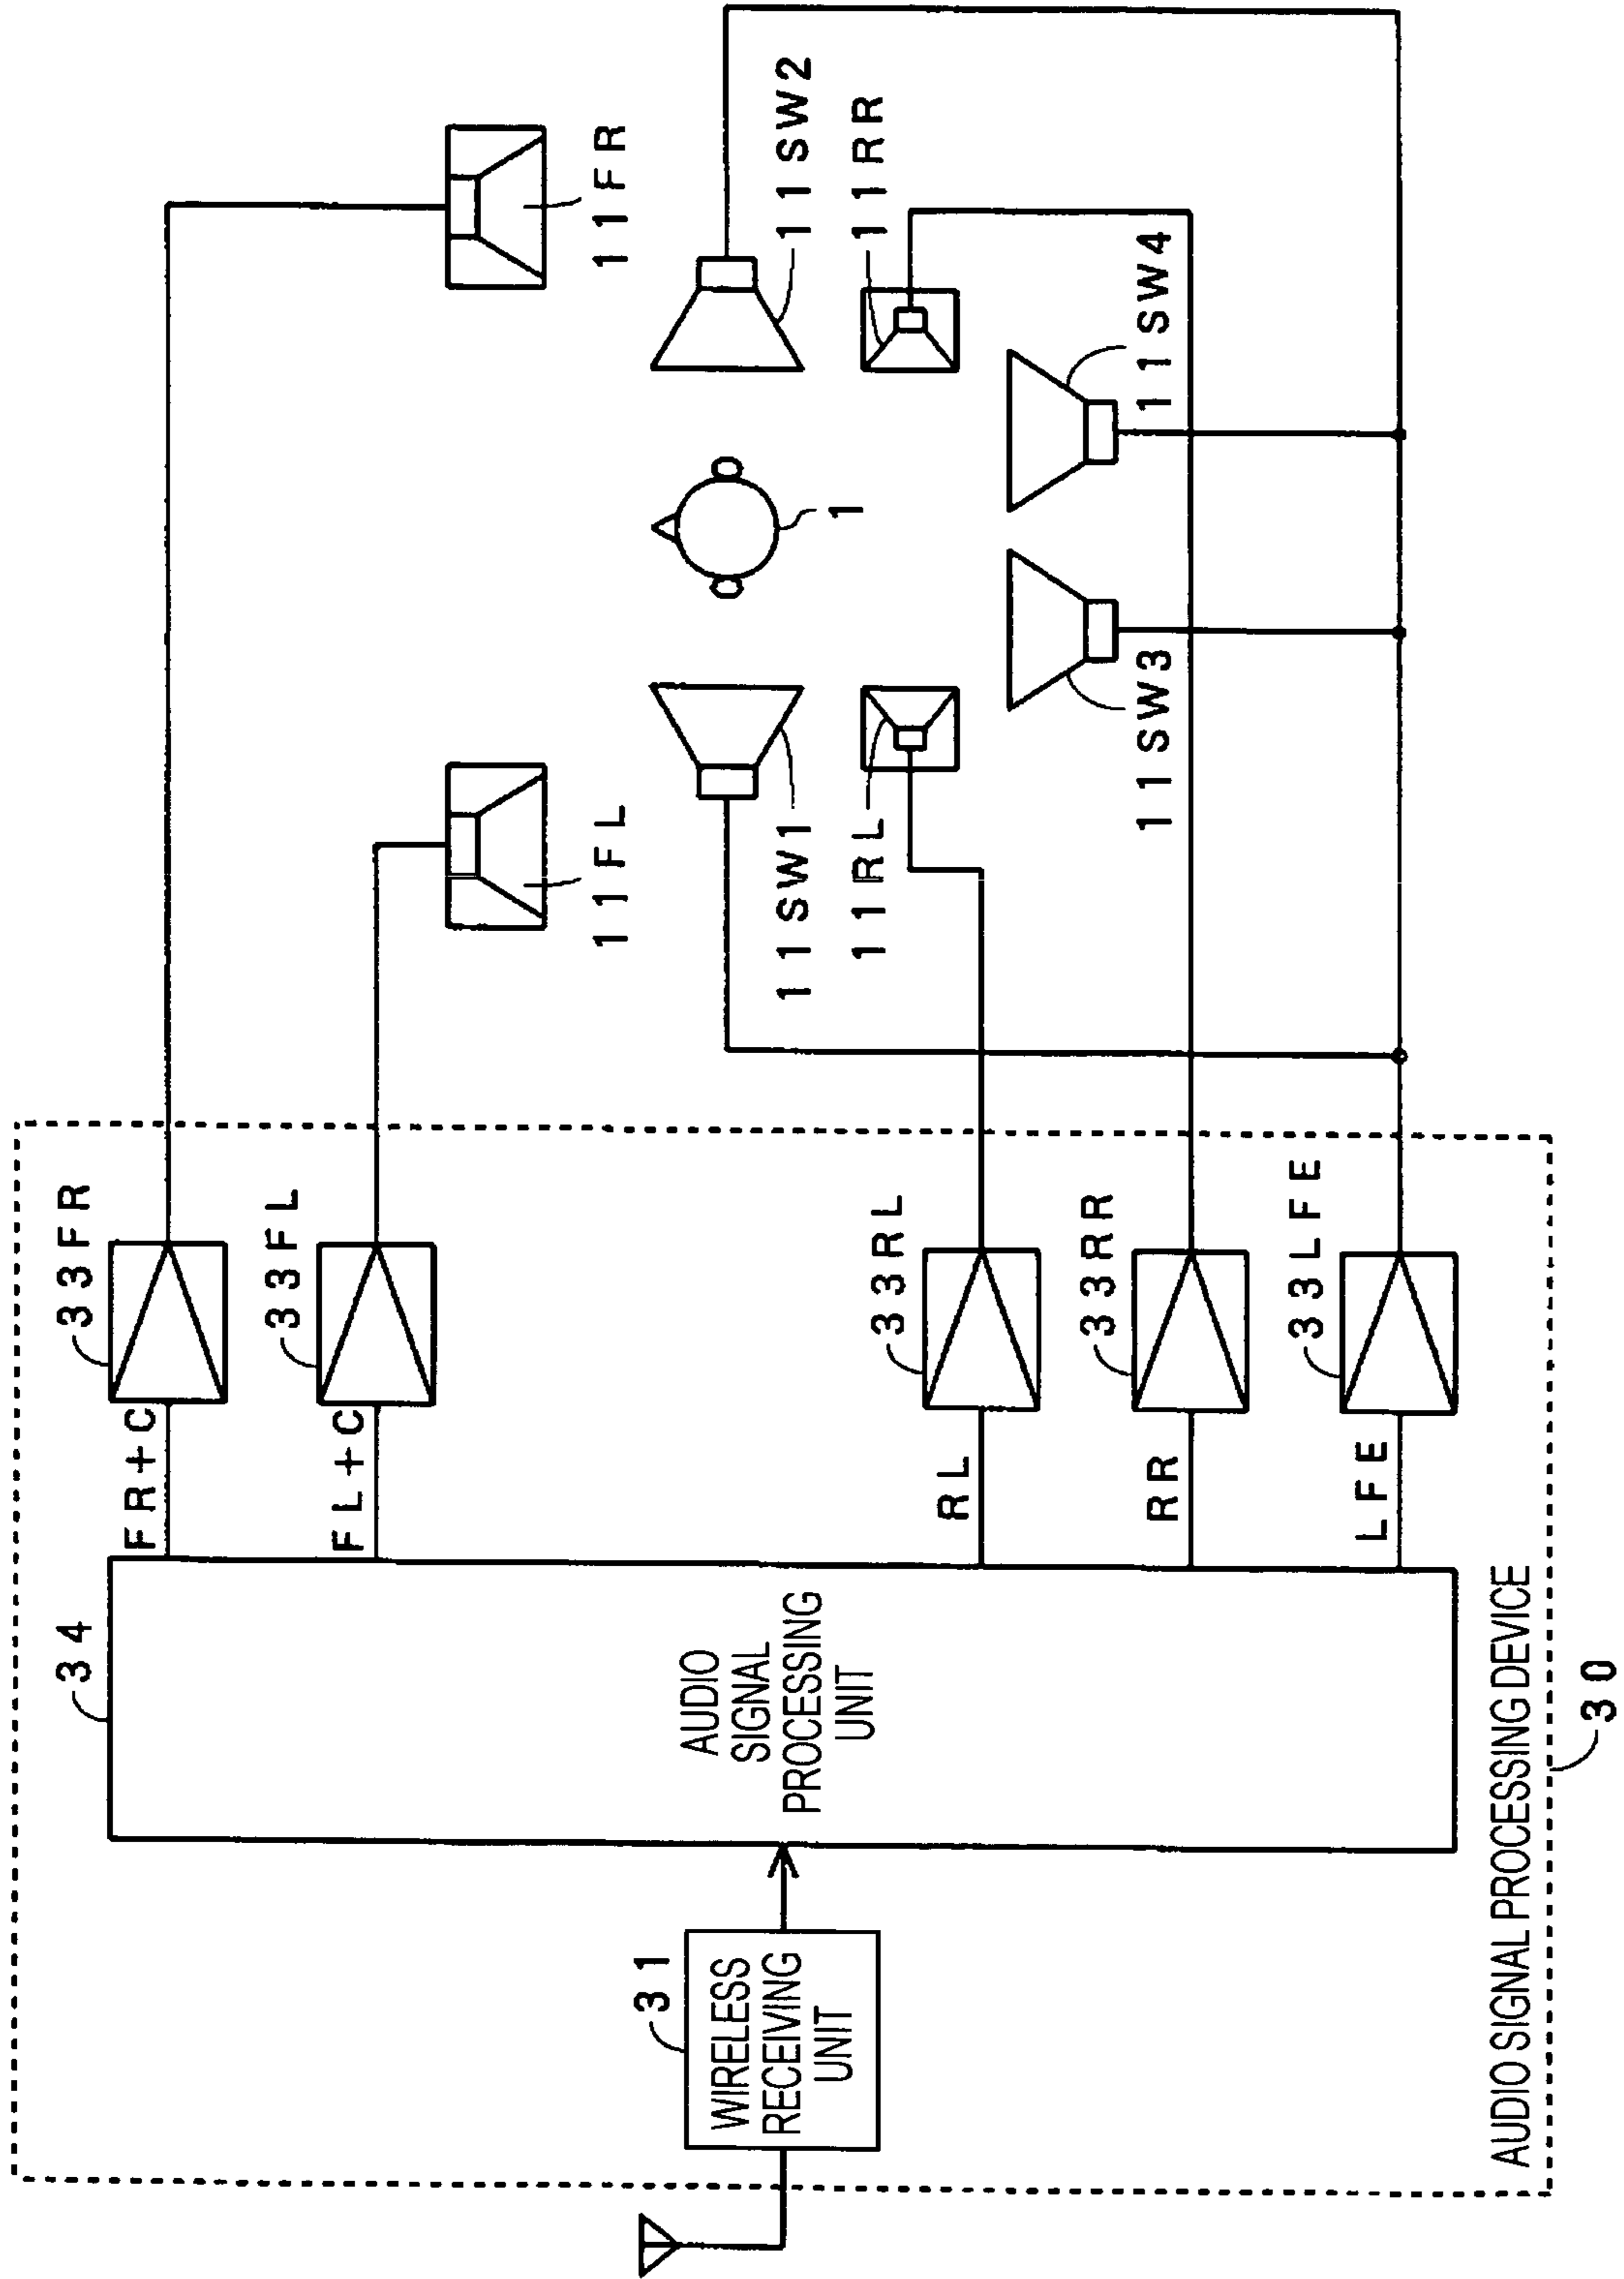 33FR
FR+C
11FR
33FL
FL+C
11FL
34
AUDIO
SIGNAL
PROCESSING
UNIT
31
WIRELESS
RECEIVING
UNIT
1
11SW1
11SW2
11RL
11RR
33RL
RL
33RR
RR
11SW3
11SW4
33LFE
LFE
AUDIO SIGNAL PROCESSING DEVICE
30